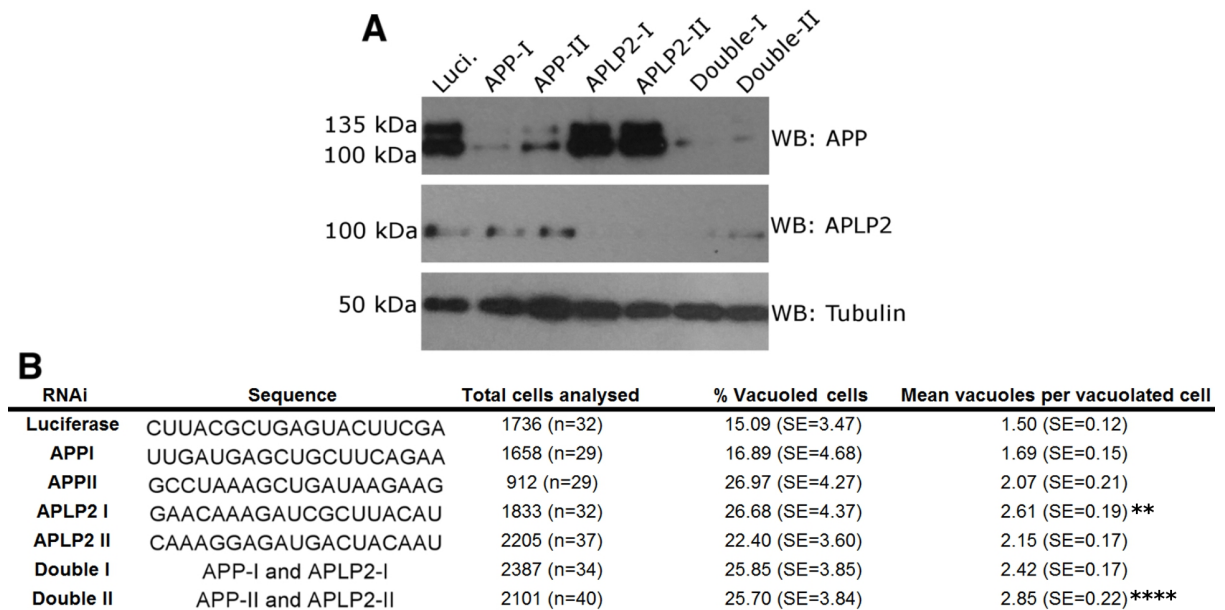 A
Luci. APP-I APP-II APLP2-I APLP2-II Double-I Double-II
135 kDa
100 kDa
WB: APP
100 kDa
WB: APLP2
50 kDa
WB: Tubulin
B
RNAi Sequence Total cells analysed % Vacuoled cells Mean vacuoles per vacuolated cell
Luciferase CUUACGCUGAGUACUUCGA 1736 (n=32) 15.09 (SE=3.47) 1.50 (SE=0.12)
APPI UUGAUGAGCUGCUUCAGAA 1658 (n=29) 16.89 (SE=4.68) 1.69 (SE=0.15)
APPII GCCUAAAGCUGAUAAGAAG 912 (n=29) 26.97 (SE=4.27) 2.07 (SE=0.21)
APLP2 I GAACAAAGAUCGCUUACAU 1833 (n=32) 26.68 (SE=4.37) 2.61 (SE=0.19) **
APLP2 II CAAAGGAGAUGACUACAAU 2205 (n=37) 22.40 (SE=3.60) 2.15 (SE=0.17)
Double I APP-I and APLP2-I 2387 (n=34) 25.85 (SE=3.85) 2.42 (SE=0.17)
Double II APP-II and APLP2-II 2101 (n=40) 25.70 (SE=3.84) 2.85 (SE=0.22) ****